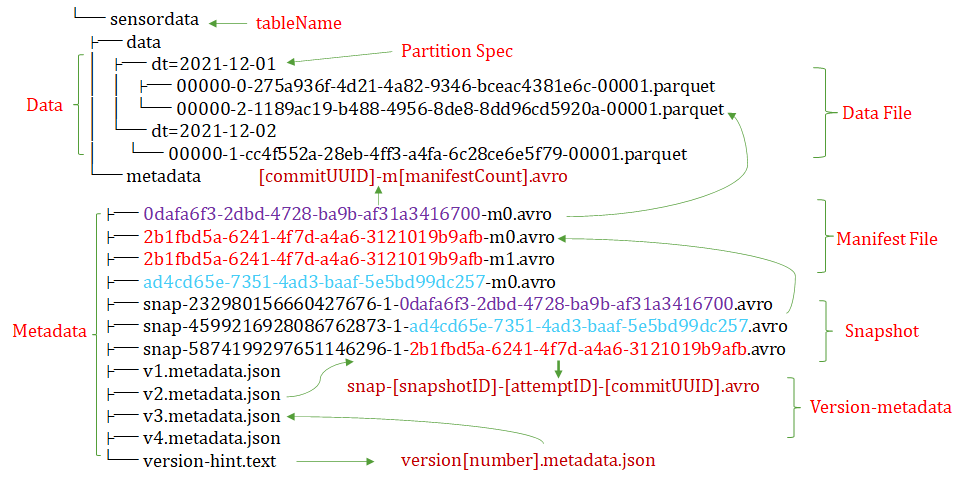 sensordata
tableName
data
Partition Spec
dt=2021-12-01
00000-0-275a936f-4d21-4a82-9346-bceac4381e6c-00001.parquet
Data
00000-2-1189ac19-b488-4956-8de8-8dd96cd5920a-00001.parquet
Data File
dt=2021-12-02
00000-1-cc4f552a-28eb-4ff3-a4fa-6c28ce6e5f79-00001.parquet
metadata [commitUUID]-m[manifestCount].avro
0dafa6f3-2dbd-4728-ba9b-af31a3416700-m0.avro
2b1fbd5a-6241-4f7d-a4a6-3121019b9afb-m0.avro
Manifest File
2b1fbd5a-6241-4f7d-a4a6-3121019b9afb-m1.avro
ad4cd65e-7351-4ad3-baaf-5e5bd99dc257-m0.avro
snap-232980156660427676-1-0dafa6f3-2dbd-4728-ba9b-af31a3416700.avro
Metadata
snap-4599216928086762873-1-ad4cd65e-7351-4ad3-baaf-5e5bd99dc257.avro
Snapshot
snap-5874199297651146296-1-2b1fbd5a-6241-4f7d-a4a6-3121019b9afb.avro
v1.metadata.json
snap-[snapshotID]-[attemptID]-[commitUUID].avro
v2.metadata.json
Version-metadata
v3.metadata.json
v4.metadata.json
version-hint.text
version[number].metadata.json